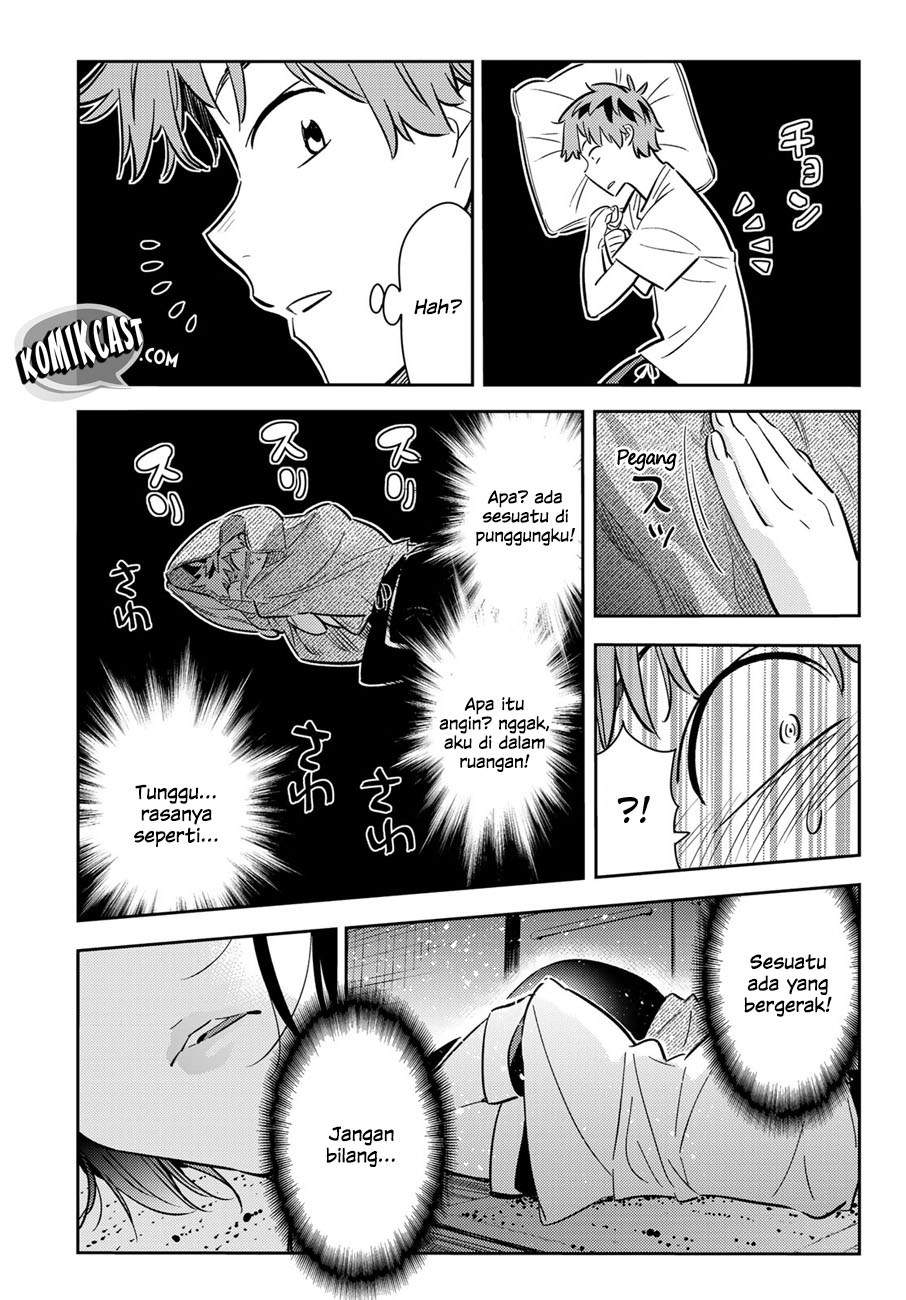 チョン
Hah?
KOMIKCAST
.COM
Pegang
スッ
Apa? ada
sesuatu di
punggungku!
スリ
スリ
スリ
さわ
Apa itu
angin? nggak,
aku di dalam
ruangan!
さわ
さわ
Tunggu...
rasanya
seperti...
?!
Sesuatu
ada yang
bergerak!
Jangan
bilang...